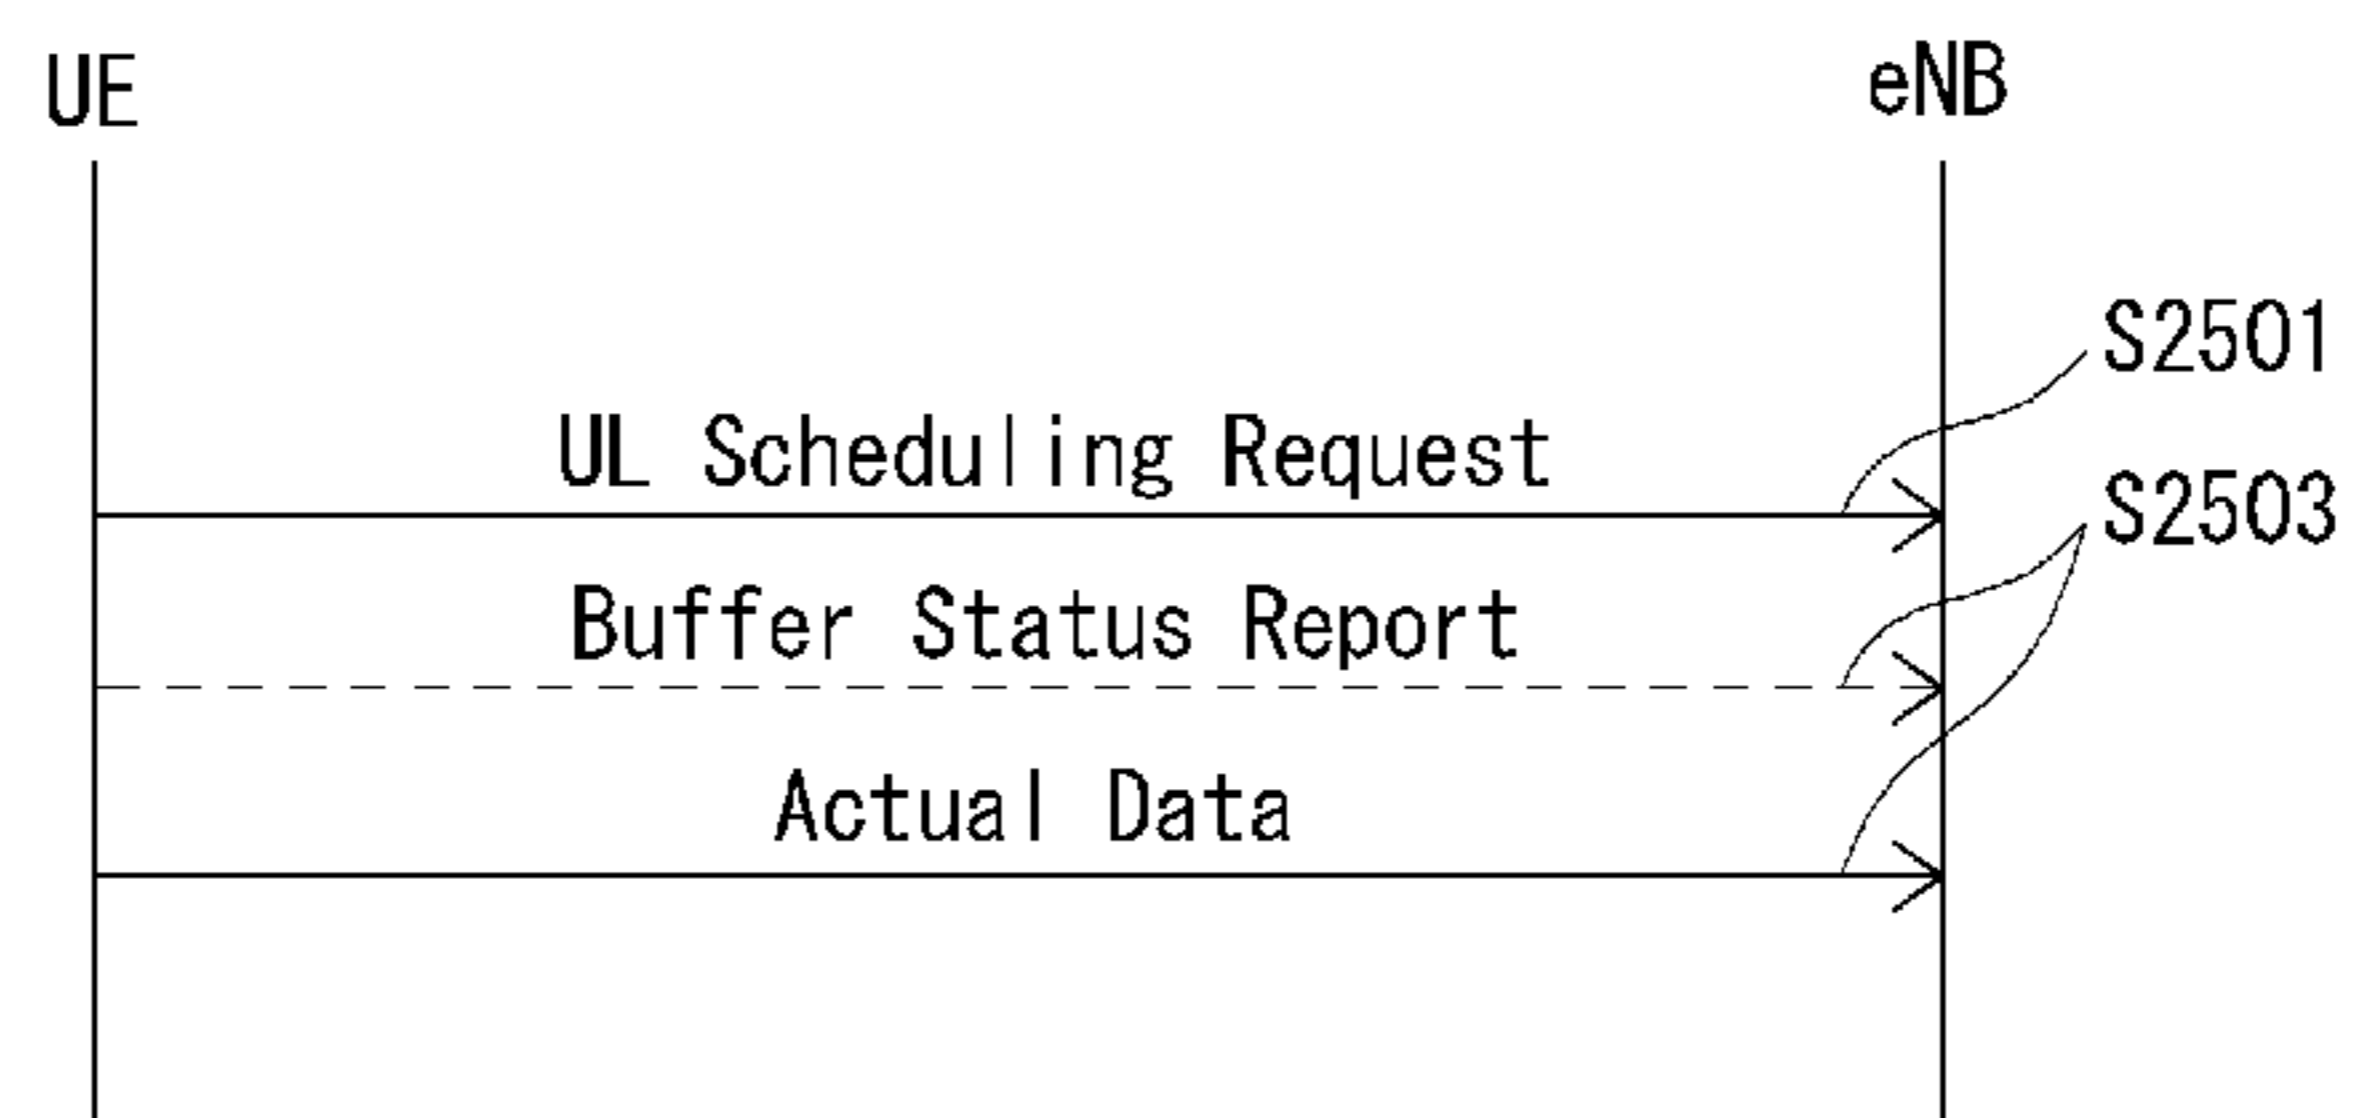 UE
eNB
S2501
UL Scheduling Request
S2503
Buffer Status Report
Actual Data